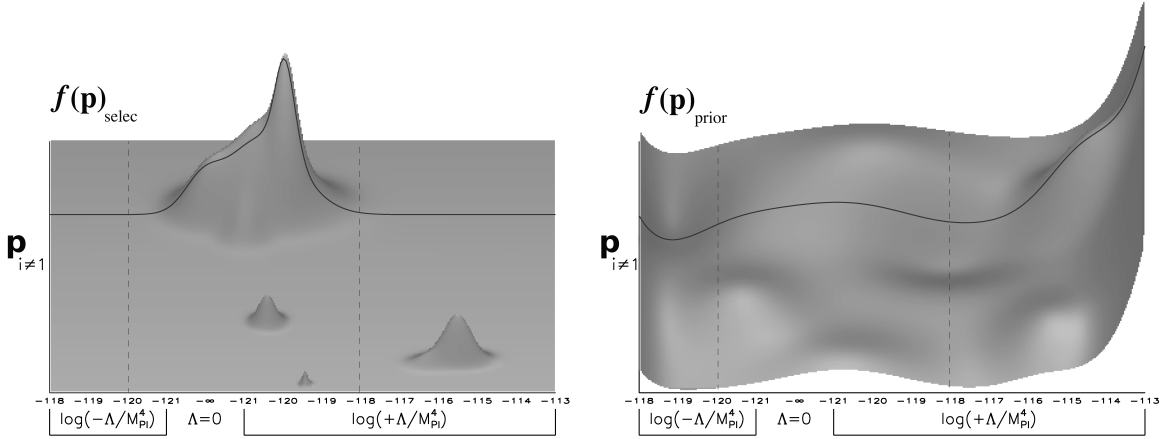 f(p)selec
f(p)prior
p i≠1
p i≠1
-118 -120 -121 -∞ -121 -120 -119 -118 -117 -116 -115 -114 -113
-118 -120 -121 -∞ -121 -120 -119 -118 -117 -116 -115 -114 -113
log(-Λ/M⁴Pl) Λ=0 log(+Λ/M⁴Pl)
log(-Λ/M⁴Pl) Λ=0 log(+Λ/M⁴Pl)